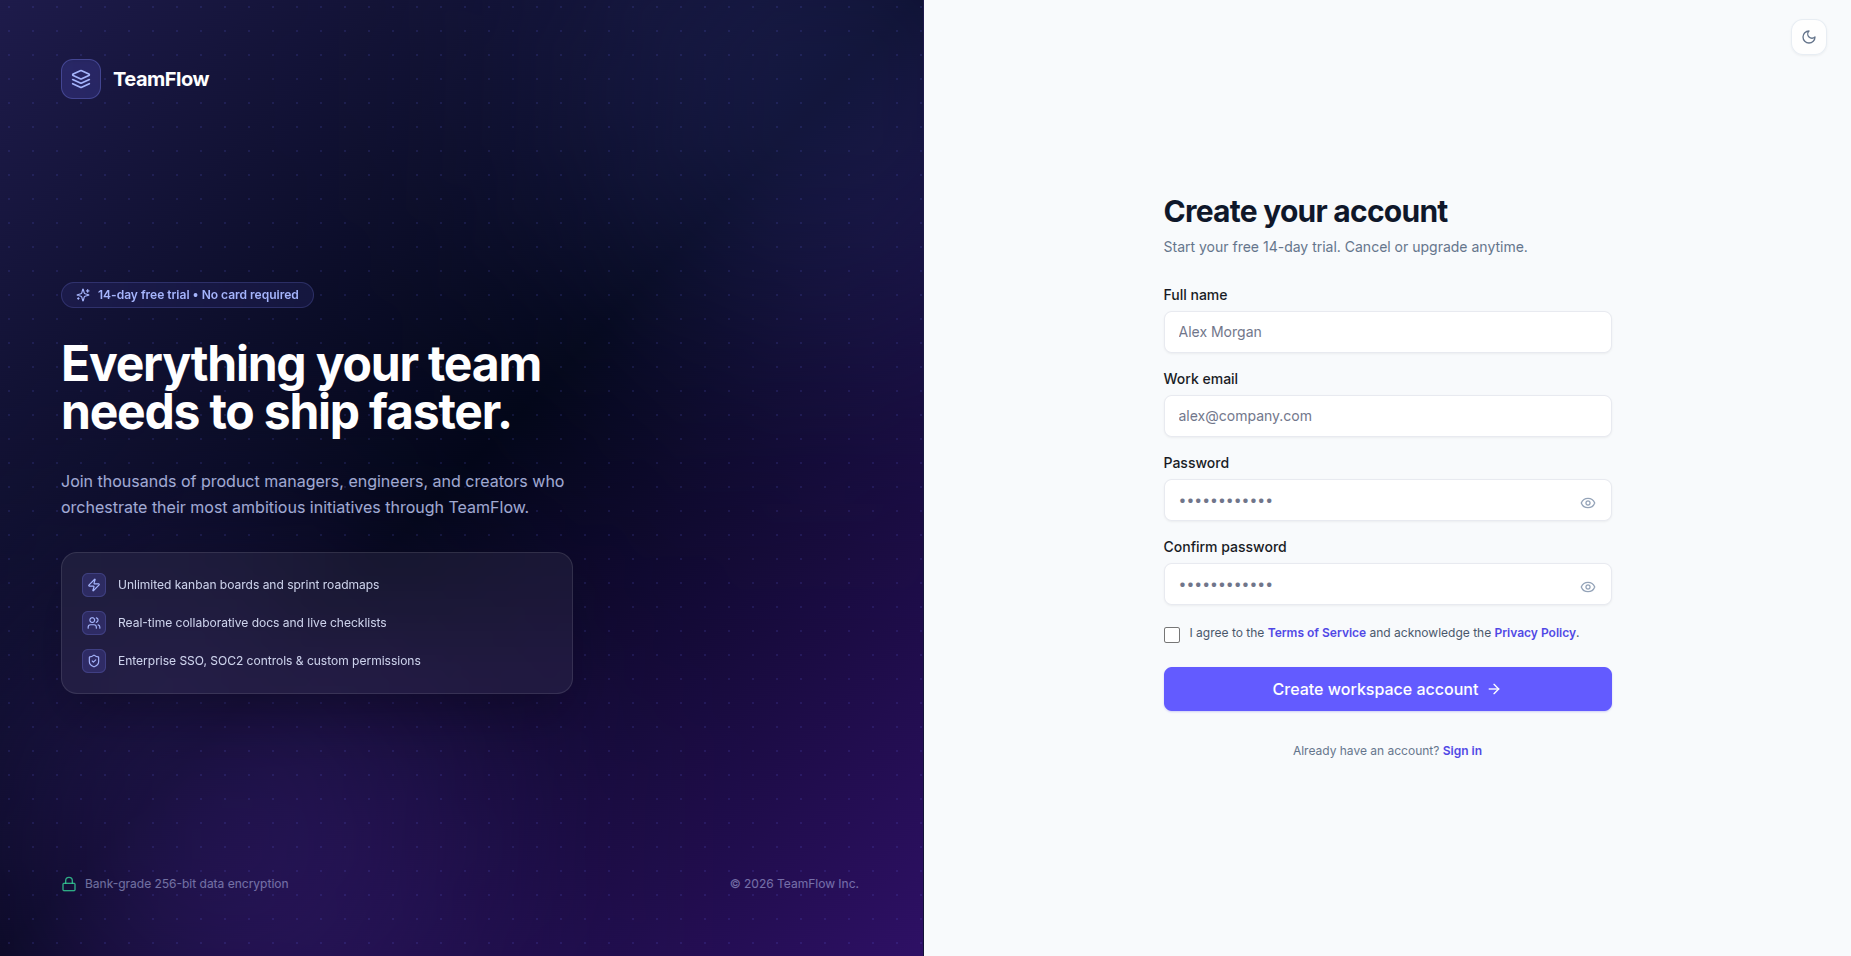 TeamFlow
14-day free trial • No card required
Everything your team
needs to ship faster.
Join thousands of product managers, engineers, and creators who
orchestrate their most ambitious initiatives through TeamFlow.
Unlimited kanban boards and sprint roadmaps
Real-time collaborative docs and live checklists
Enterprise SSO, SOC2 controls & custom permissions
Bank-grade 256-bit data encryption
© 2026 TeamFlow Inc.
Create your account
Start your free 14-day trial. Cancel or upgrade anytime.
Full name
Alex Morgan
Work email
alex@company.com
Password
••••••••••••
Confirm password
••••••••••••
I agree to the Terms of Service and acknowledge the Privacy Policy.
Create workspace account →
Already have an account? Sign in